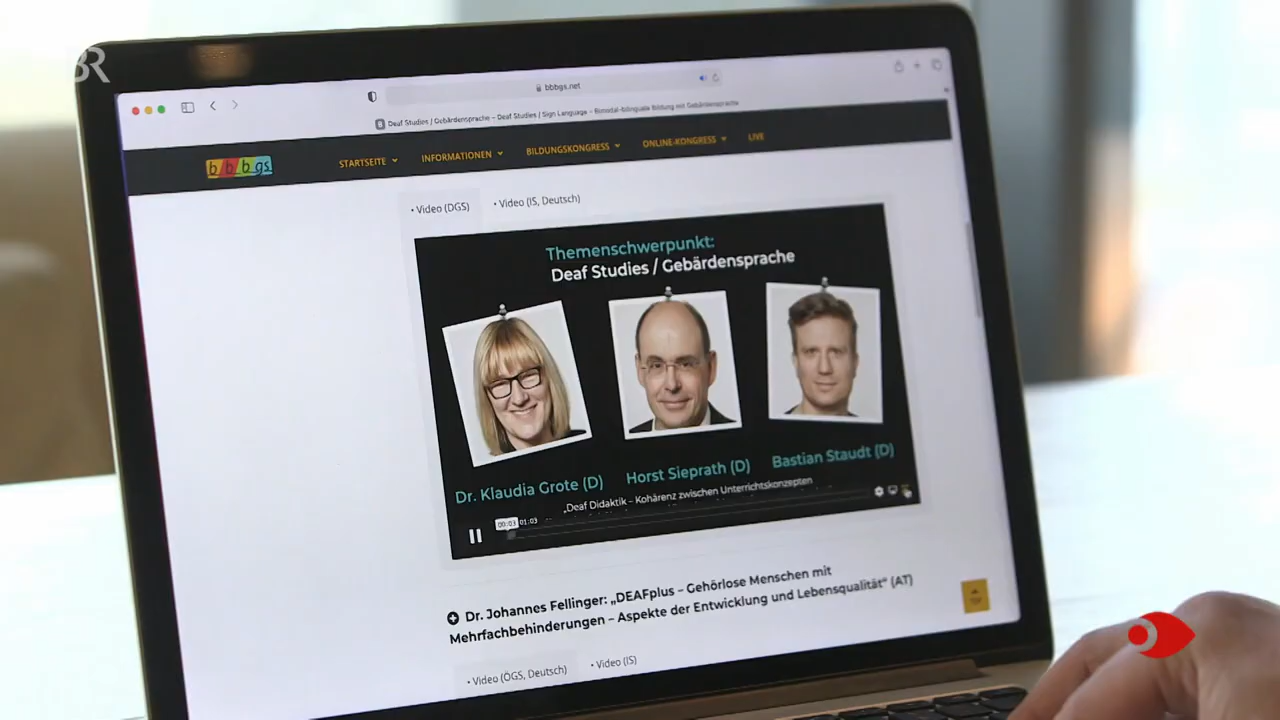 BR
bbbgs.net
Deaf Studies / Gebärdensprache – Deaf Studies / Sign Language – Bimodal-bilinguale Bildung mit Gebärdensprache
b/b/b gs
STARTSEITE
INFORMATIONEN
BILDUNGSKONGRESS
ONLINE-KONGRESS
LIVE
• Video (DGS)
• Video (IS, Deutsch)
Themenschwerpunkt:
Deaf Studies / Gebärdensprache
Dr. Klaudia Grote (D)
Horst Sieprath (D)
Bastian Staudt (D)
„Deaf Didaktik – Kohärenz zwischen Unterrichtskonzepten
00:03
01:03
Dr. Johannes Fellinger: „DEAFplus – Gehörlose Menschen mit
Mehrfachbehinderungen – Aspekte der Entwicklung und Lebensqualität“ (AT)
TOP
• Video (ÖGS, Deutsch)
• Video (IS)